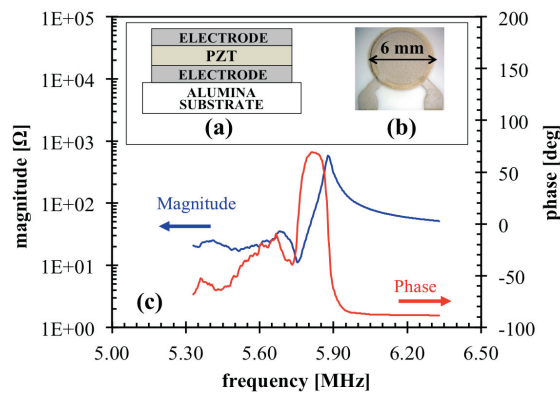 1E+05
1E+04
1E+03
1E+02
1E+01
1E+00
magnitude [Ω]
200
150
100
50
0
-50
-100
phase [deg]
ELECTRODE
PZT
ELECTRODE
ALUMINA
SUBSTRATE
(a)
6 mm
(b)
Magnitude
Phase
(c)
5.00 5.30 5.60 5.90 6.20 6.50
frequency [MHz]